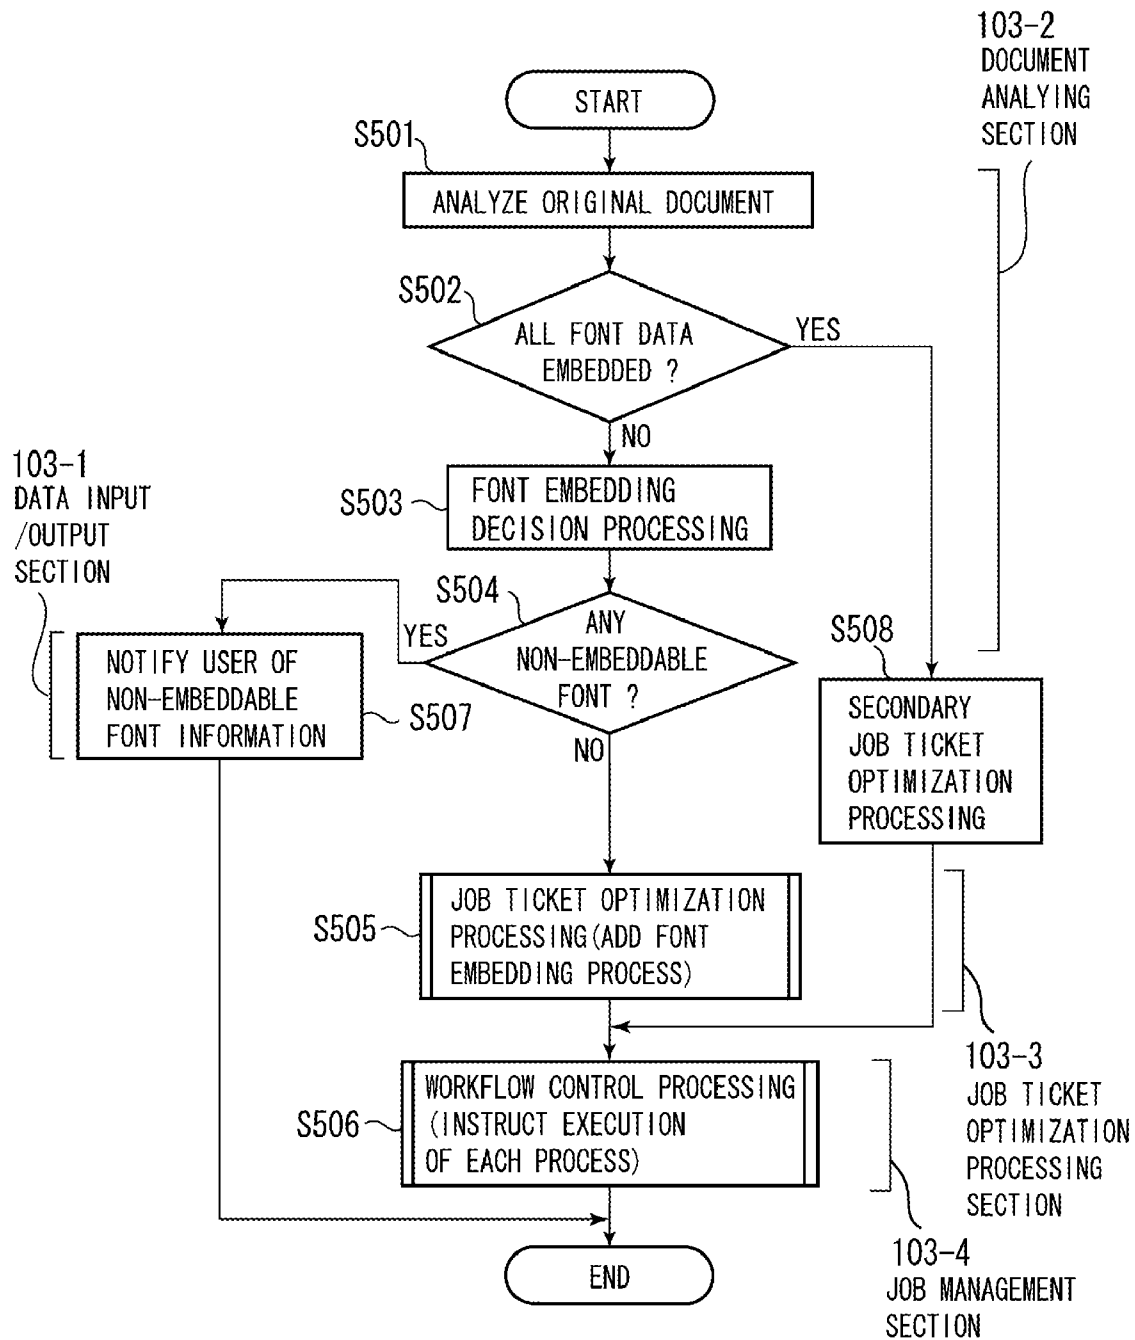 103-2
DOCUMENT
ANALYING
SECTION
START
S501
ANALYZE ORIGINAL DOCUMENT
S502
ALL FONT DATA
EMBEDDED ?
YES
NO
103-1
DATA INPUT
/OUTPUT
SECTION
S503
FONT EMBEDDING
DECISION PROCESSING
S504
ANY
NON-EMBEDDABLE
FONT ?
YES
NO
NOTIFY USER OF
NON-EMBEDDABLE
FONT INFORMATION
S507
S508
SECONDARY
JOB TICKET
OPTIMIZATION
PROCESSING
S505
JOB TICKET OPTIMIZATION
PROCESSING(ADD FONT
EMBEDDING PROCESS)
103-3
JOB TICKET
OPTIMIZATION
PROCESSING
SECTION
S506
WORKFLOW CONTROL PROCESSING
(INSTRUCT EXECUTION
OF EACH PROCESS)
103-4
JOB MANAGEMENT
SECTION
END